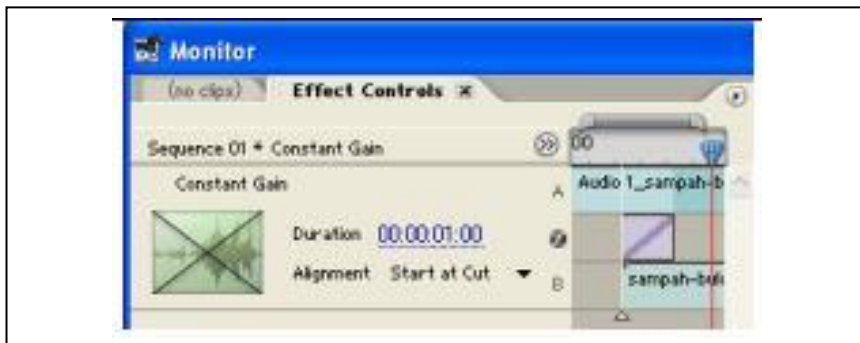 Monitor
(no clips) Effect Controls ×
Sequence 01 * Constant Gain 00
Constant Gain A Audio 1_sampah-b
Duration 00:00:01:00
Alignment Start at Cut B sampah-bul